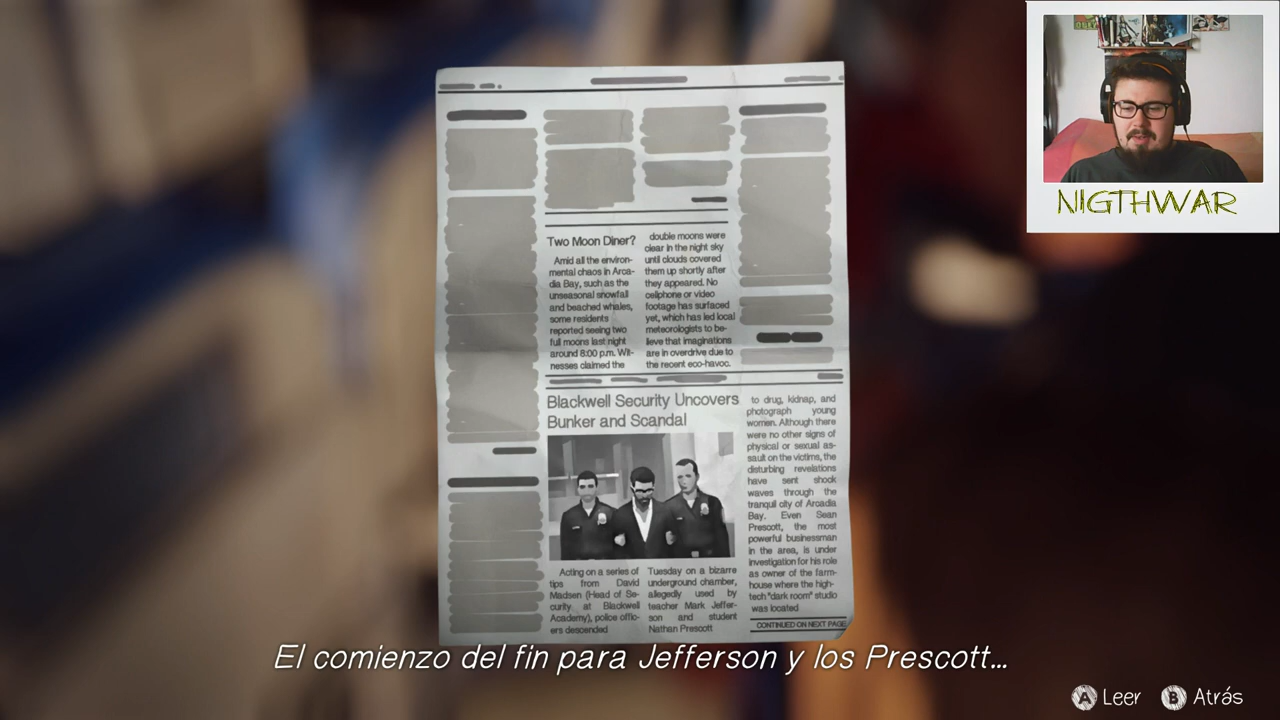 NIGTHWAR
Two Moon Diner?
Amid all the environ-
mental chaos in Arca-
dia Bay, such as the
unseasonal snowfall
and beached whales,
some residents
reported seeing two
full moons last night
around 8:00 p.m. Wit-
nesses claimed the
double moons were
clear in the night sky
until clouds covered
them up shortly after
they appeared. No
cellphone or video
footage has surfaced
yet, which has led local
meteorologists to be-
lieve that imaginations
are in overdrive due to
the recent eco-havoc.
Blackwell Security Uncovers
Bunker and Scandal
Acting on a series of
tips from David
Madsen (Head of Se-
curity at Blackwell
Academy), police offic-
ers descended
Tuesday on a bizarre
underground chamber,
allegedly used by
teacher Mark Jeffer-
son and student
Nathan Prescott
to drug, kidnap, and
photograph young
women. Although there
were no other signs of
physical or sexual as-
sault on the victims, the
disturbing revelations
have sent shock
waves through the
tranquil city of Arcadia
Bay. Even Sean
Prescott, the most
powerful businessman
in the area, is under
investigation for his role
as owner of the farm-
house where the high-
tech "dark room" studio
was located
CONTINUED ON NEXT PAGE
El comienzo del fin para Jefferson y los Prescott...
A Leer B Atrás